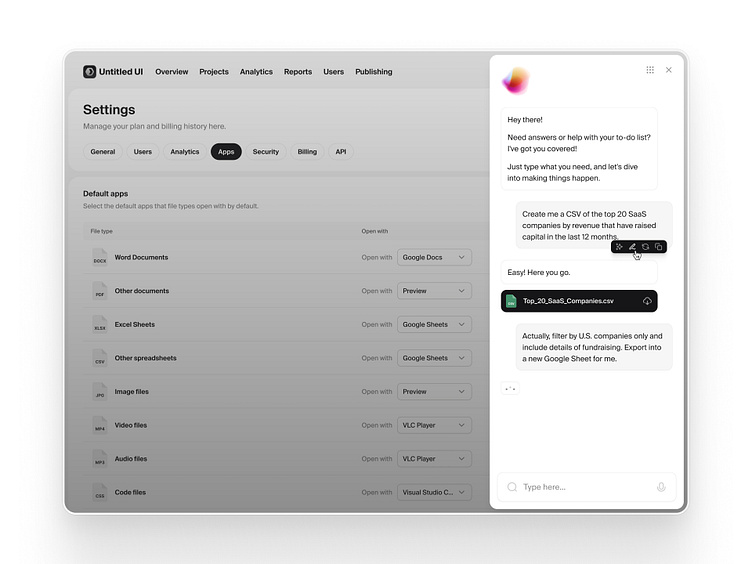 Untitled UI Overview Projects Analytics Reports Users Publishing
Settings
Manage your plan and billing history here.
General Users Analytics Apps Security Billing API
Default apps
Select the default apps that file types open with by default.
File type Open with
DOCX Word Documents Open with Google Docs
PDF Other documents Open with Preview
XLSX Excel Sheets Open with Google Sheets
CSV Other spreadsheets Open with Google Sheets
JPG Image files Open with Preview
MP4 Video files Open with VLC Player
MP3 Audio files Open with VLC Player
CSS Code files Open with Visual Studio C...
Hey there!
Need answers or help with your to-do list?
I've got you covered!
Just type what you need, and let's dive
into making things happen.
Create me a CSV of the top 20 SaaS
companies by revenue that have raised
capital in the last 12 months.
Easy! Here you go.
CSV Top_20_SaaS_Companies.csv
Actually, filter by U.S. companies only and
include details of fundraising. Export into
a new Google Sheet for me.
Type here...